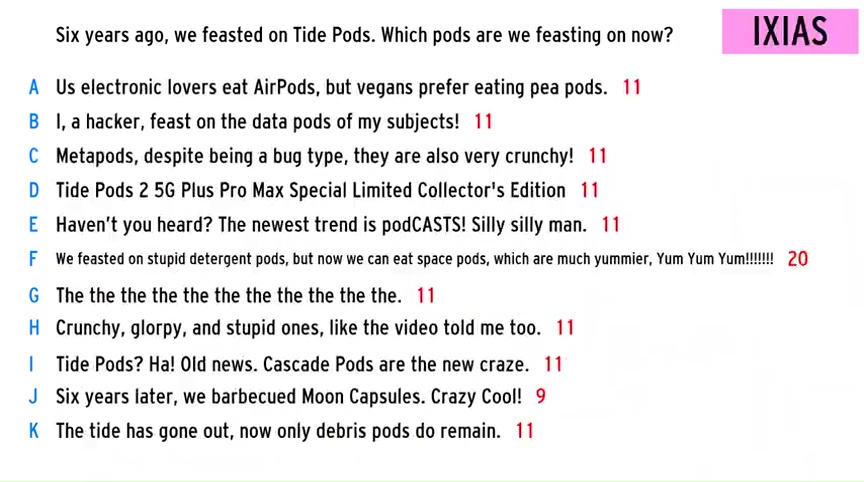 Six years ago, we feasted on Tide Pods. Which pods are we feasting on now?
IXIAS
A Us electronic lovers eat AirPods, but vegans prefer eating pea pods. 11
B I, a hacker, feast on the data pods of my subjects! 11
C Metapods, despite being a bug type, they are also very crunchy! 11
D Tide Pods 2 5G Plus Pro Max Special Limited Collector's Edition 11
E Haven't you heard? The newest trend is podCASTS! Silly silly man. 11
F We feasted on stupid detergent pods, but now we can eat space pods, which are much yummier, Yum Yum Yum!!!!!!! 20
G The the the the the the the the the the the. 11
H Crunchy, glorpy, and stupid ones, like the video told me too. 11
I Tide Pods? Ha! Old news. Cascade Pods are the new craze. 11
J Six years later, we barbecued Moon Capsules. Crazy Cool! 9
K The tide has gone out, now only debris pods do remain. 11